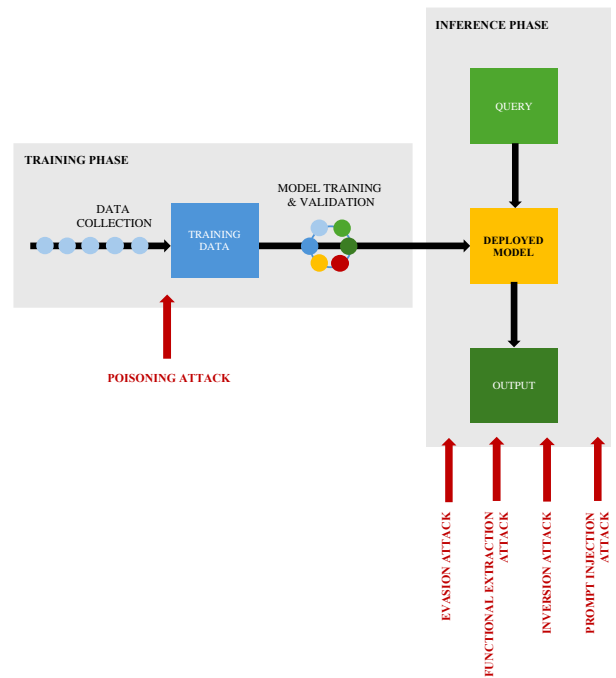 INFERENCE PHASE
QUERY
TRAINING PHASE
DATA
COLLECTION
TRAINING
DATA
MODEL TRAINING
& VALIDATION
DEPLOYED
MODEL
OUTPUT
POISONING ATTACK
EVASION ATTACK
FUNCTIONAL EXTRACTION
ATTACK
INVERSION ATTACK
PROMPT INJECTION
ATTACK